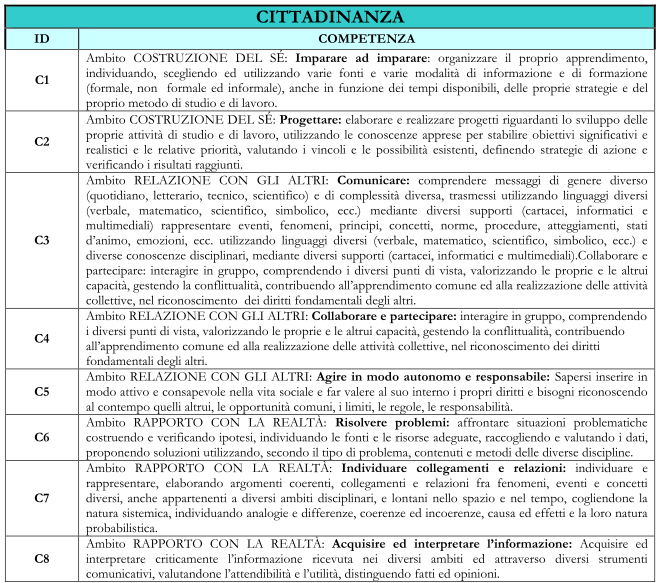 CITTADINANZA
ID COMPETENZA
C1
Ambito COSTRUZIONE DEL SÉ: Imparare ad imparare: organizzare il proprio apprendimento,
individuando, scegliendo ed utilizzando varie fonti e varie modalità di informazione e di formazione
(formale, non formale ed informale), anche in funzione dei tempi disponibili, delle proprie strategie e del
proprio metodo di studio e di lavoro.
C2
Ambito COSTRUZIONE DEL SÉ: Progettare: elaborare e realizzare progetti riguardanti lo sviluppo delle
proprie attività di studio e di lavoro, utilizzando le conoscenze apprese per stabilire obiettivi significativi e
realistici e le relative priorità, valutando i vincoli e le possibilità esistenti, definendo strategie di azione e
verificando i risultati raggiunti.
C3
Ambito RELAZIONE CON GLI ALTRI: Comunicare: comprendere messaggi di genere diverso
(quotidiano, letterario, tecnico, scientifico) e di complessità diversa, trasmessi utilizzando linguaggi diversi
(verbale, matematico, scientifico, simbolico, ecc.) mediante diversi supporti (cartacei, informatici e
multimediali) rappresentare eventi, fenomeni, principi, concetti, norme, procedure, atteggiamenti, stati
d'animo, emozioni, ecc. utilizzando linguaggi diversi (verbale, matematico, scientifico, simbolico, ecc.) e
diverse conoscenze disciplinari, mediante diversi supporti (cartacei, informatici e multimediali).Collaborare e
partecipare: interagire in gruppo, comprendendo i diversi punti di vista, valorizzando le proprie e le altrui
capacità, gestendo la conflittualità, contribuendo all'apprendimento comune ed alla realizzazione delle attività
collettive, nel riconoscimento dei diritti fondamentali degli altri.
C4
Ambito RELAZIONE CON GLI ALTRI: Collaborare e partecipare: interagire in gruppo, comprendendo
i diversi punti di vista, valorizzando le proprie e le altrui capacità, gestendo la conflittualità, contribuendo
all'apprendimento comune ed alla realizzazione delle attività collettive, nel riconoscimento dei diritti
fondamentali degli altri.
C5
Ambito RELAZIONE CON GLI ALTRI: Agire in modo autonomo e responsabile: Sapersi inserire in
modo attivo e consapevole nella vita sociale e far valere al suo interno i propri diritti e bisogni riconoscendo
al contempo quelli altrui, le opportunità comuni, i limiti, le regole, le responsabilità.
C6
Ambito RAPPORTO CON LA REALTÀ: Risolvere problemi: affrontare situazioni problematiche
costruendo e verificando ipotesi, individuando le fonti e le risorse adeguate, raccogliendo e valutando i dati,
proponendo soluzioni utilizzando, secondo il tipo di problema, contenuti e metodi delle diverse discipline.
C7
Ambito RAPPORTO CON LA REALTÀ: Individuare collegamenti e relazioni: individuare e
rappresentare, elaborando argomenti coerenti, collegamenti e relazioni fra fenomeni, eventi e concetti
diversi, anche appartenenti a diversi ambiti disciplinari, e lontani nello spazio e nel tempo, cogliendone la
natura sistemica, individuando analogie e differenze, coerenze ed incoerenze, causa ed effetti e la loro natura
probabilistica.
C8
Ambito RAPPORTO CON LA REALTÀ: Acquisire ed interpretare l'informazione: Acquisire ed
interpretare criticamente l'informazione ricevuta nei diversi ambiti ed attraverso diversi strumenti
comunicativi, valutandone l'attendibilità e l'utilità, distinguendo fatti ed opinioni.